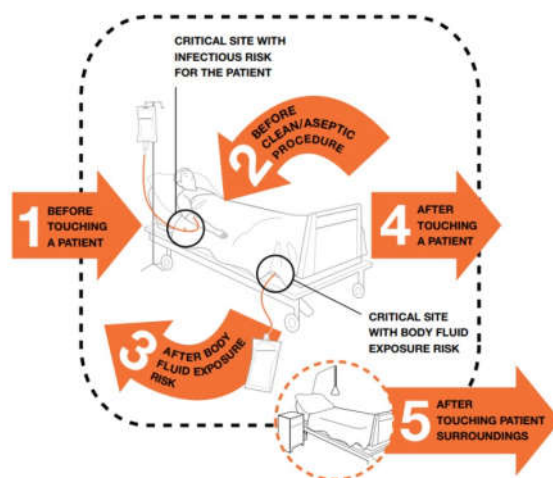 CRITICAL SITE WITH
INFECTIOUS RISK
FOR THE PATIENT
2 BEFORE
CLEAN/ASEPTIC
PROCEDURE
1 BEFORE
TOUCHING
A PATIENT
4 AFTER
TOUCHING
A PATIENT
CRITICAL SITE
WITH BODY FLUID
EXPOSURE RISK
3 AFTER BODY
FLUID EXPOSURE
RISK
5 AFTER
TOUCHING PATIENT
SURROUNDINGS